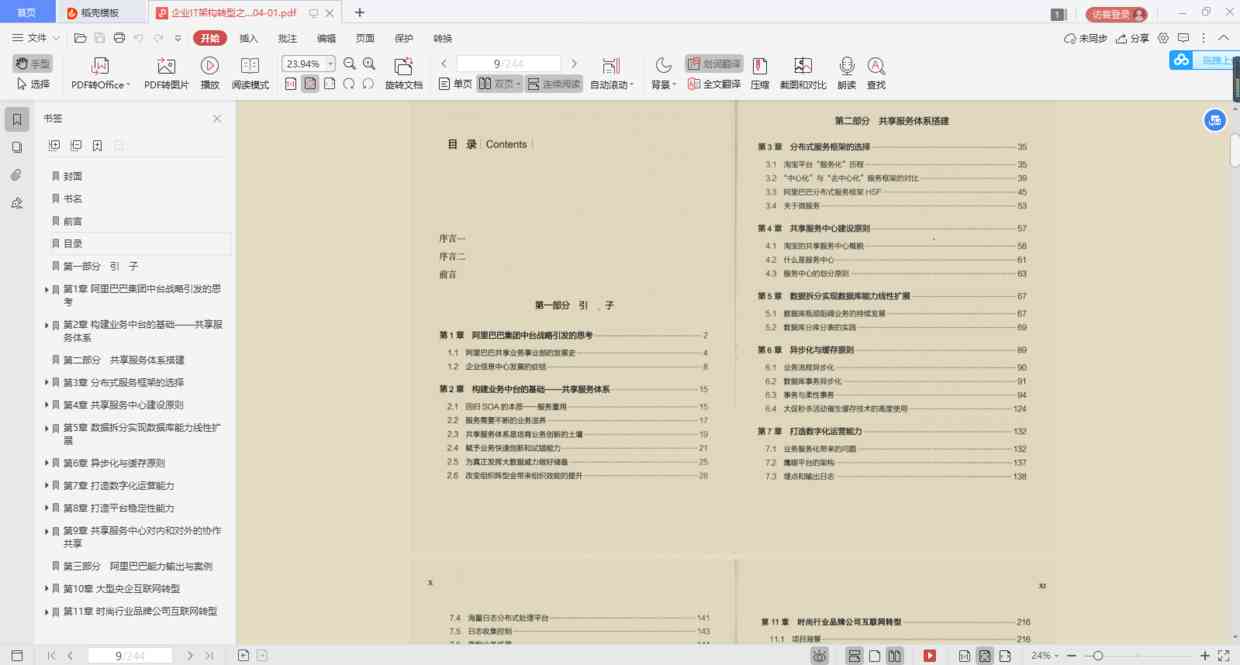 首页
稻壳模板
企业IT架构转型之...04-01.pdf
1
访客登录
文件
开始
插入
批注
编辑
页面
保护
转换
未同步
分享
手型
选择
PDF转Office
PDF转图片
播放
阅读模式
23.94%
旋转文档
9/244
单页
双页
连续阅读
自动滚动
背景
划词翻译
全文翻译
压缩
截图和对比
朗读
查找
拖拽上
书签
封面
书名
前言
目录
第一部分 引 子
第1章 阿里巴巴集团中台战略引发的思
考
第2章 构建业务中台的基础——共享服
务体系
第二部分 共享服务体系搭建
第3章 分布式服务框架的选择
第4章 共享服务中心建设原则
第5章 数据拆分实现数据库能力线性扩
展
第6章 异步化与缓存原则
第7章 打造数字化运营能力
第8章 打造平台稳定性能力
第9章 共享服务中心对内和对外的协作
共享
第三部分 阿里巴巴能力输出与案例
第10章 大型央企互联网转型
第11章 时尚行业品牌公司互联网转型
目 录 Contents
序言一
序言二
前言
第一部分 引 子
第1章 阿里巴巴集团中台战略引发的思考 2
1.1 阿里巴巴共享业务事业部的发展史 4
1.2 企业信息中心发展的症结 8
第2章 构建业务中台的基础——共享服务体系 15
2.1 回归SOA的本质——服务重用 15
2.2 服务需要不断的业务滋养 17
2.3 共享服务体系是培育业务创新的土壤 19
2.4 赋予业务快速创新和试错能力 21
2.5 为真正发挥大数据威力做好储备 25
2.6 改变组织阵型会带来组织效能的提升 28
第二部分 共享服务体系搭建
第3章 分布式服务框架的选择 35
3.1 淘宝平台“服务化”历程 35
3.2 “中心化”与“去中心化”服务框架的对比 39
3.3 阿里巴巴分布式服务框架HSF 45
3.4 关于微服务 53
第4章 共享服务中心建设原则 57
4.1 淘宝的共享服务中心概貌 58
4.2 什么是服务中心 61
4.3 服务中心的划分原则 63
第5章 数据拆分实现数据库能力线性扩展 67
5.1 数据库瓶颈阻碍业务的持续发展 67
5.2 数据库分库分表的实践 69
第6章 异步化与缓存原则 89
6.1 业务流程异步化 90
6.2 数据库事务异步化 91
6.3 事务与柔性事务 94
6.4 大促秒杀活动催生缓存技术的高度使用 124
第7章 打造数字化运营能力 132
7.1 业务服务化带来的问题 132
7.2 鹰眼平台的架构 137
7.3 埋点和输出日志 138
X
7.4 海量日志分布式处理平台 141
7.5 日志收集控制 143
XI
第11章 时尚行业品牌公司互联网转型 216
11.1 项目背景 216
9/244
24%